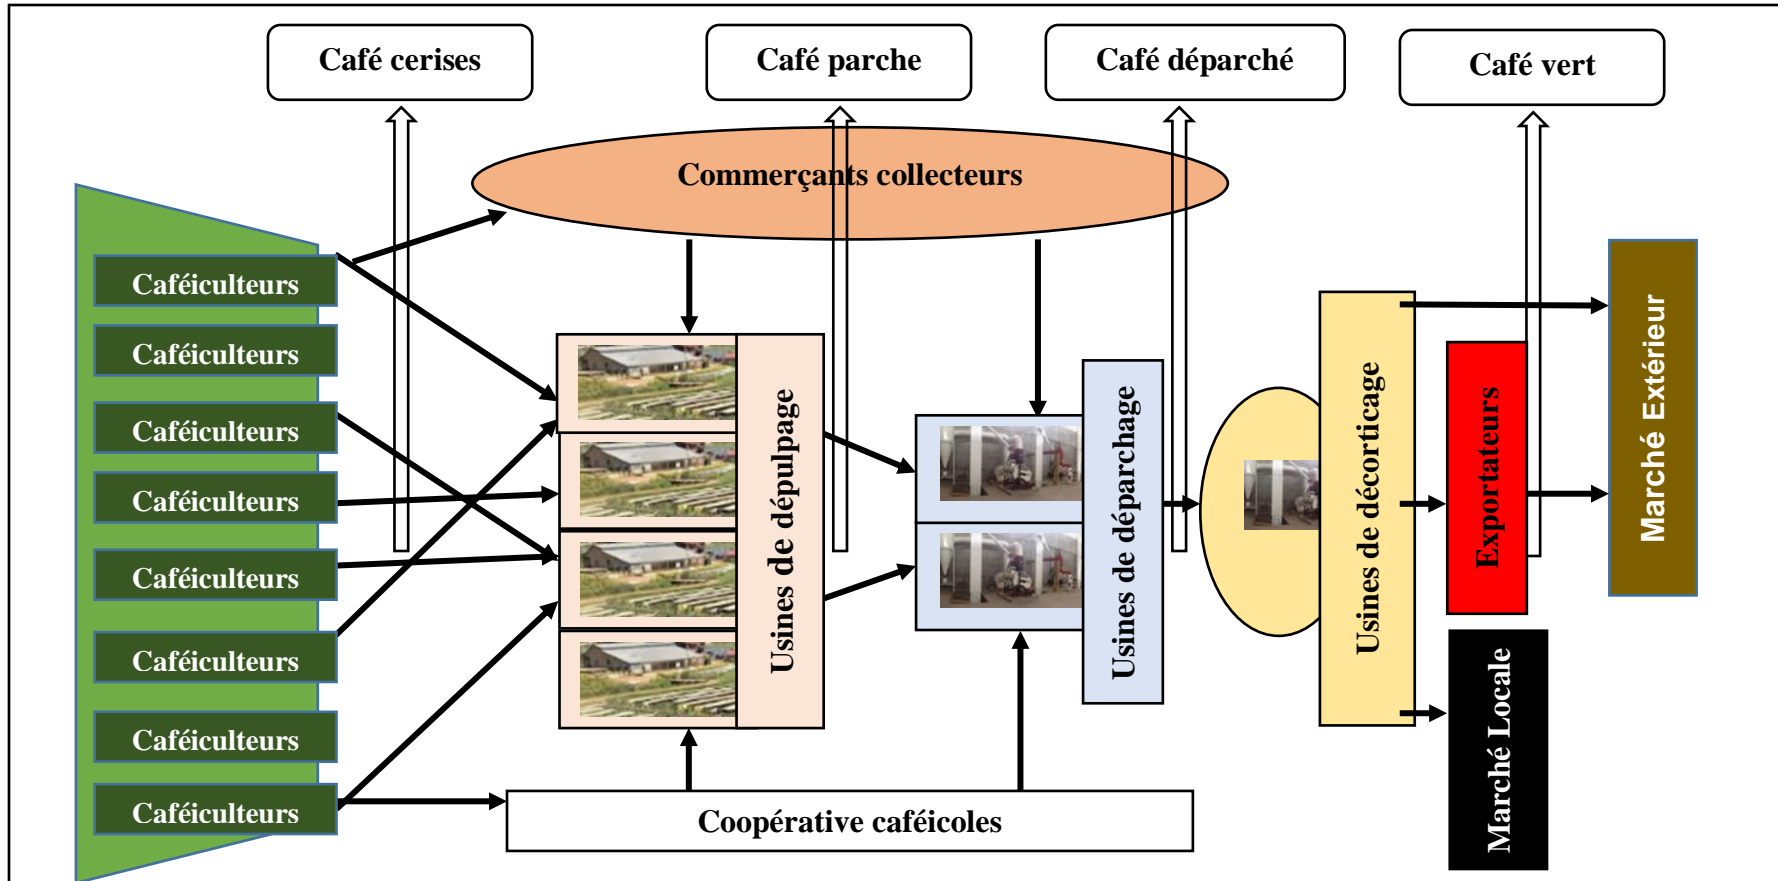 Café cerises
Café parche
Café déparché
Café vert
Commerçants collecteurs
Caféiculteurs
Caféiculteurs
Caféiculteurs
Caféiculteurs
Caféiculteurs
Caféiculteurs
Caféiculteurs
Caféiculteurs
Usines de dépulpage
Usines de déparchage
Usines de décorticage
Exportateurs
Marché Extérieur
Marché Locale
Coopérative caféicoles